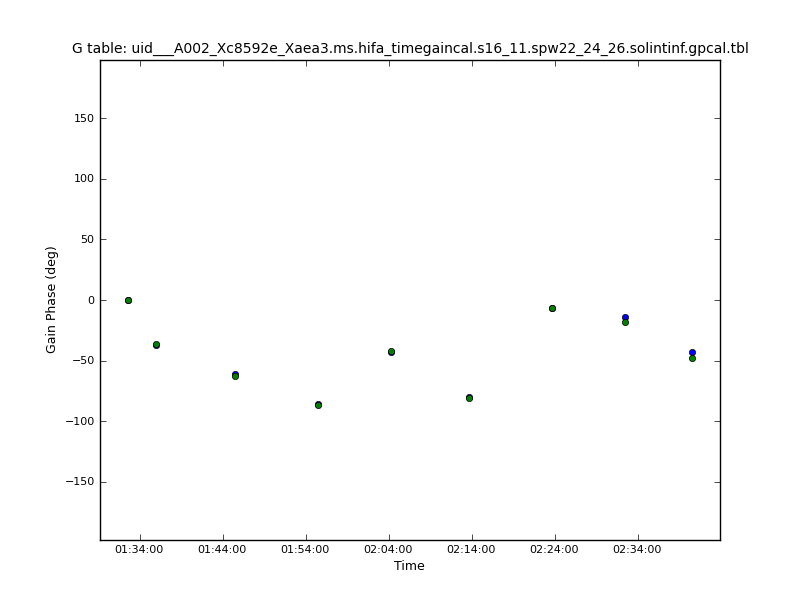 G table: uid___A002_Xc8592e_Xaea3.ms.hifa_timegaincal.s16_11.spw22_24_26.solintinf.gpcal.tbl
150
100
50
0
−50
−100
−150
Gain Phase (deg)
01:34:00 01:44:00 01:54:00 02:04:00 02:14:00 02:24:00 02:34:00
Time